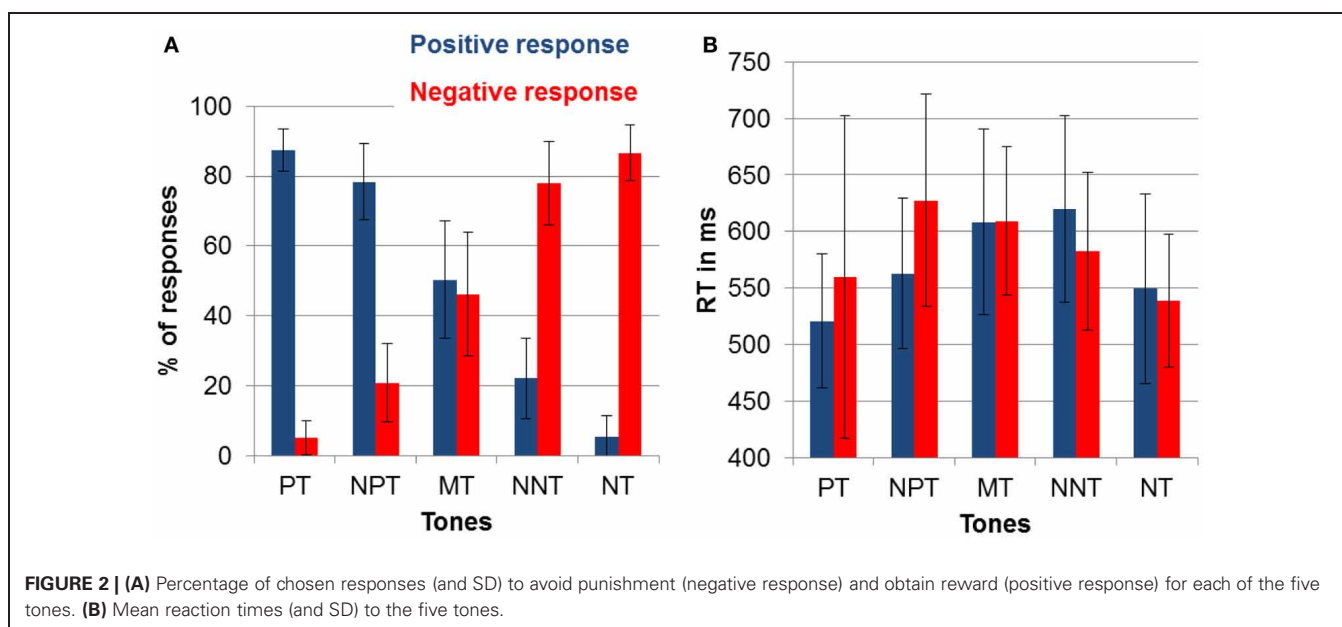 A
Positive response
Negative response
100
80
60
40
20
0
% of responses
PT NPT MT NNT NT
Tones
B
750
700
650
600
550
500
450
400
RT in ms
PT NPT MT NNT NT
Tones
FIGURE 2 | (A) Percentage of chosen responses (and SD) to avoid punishment (negative response) and obtain reward (positive response) for each of the five
tones. (B) Mean reaction times (and SD) to the five tones.